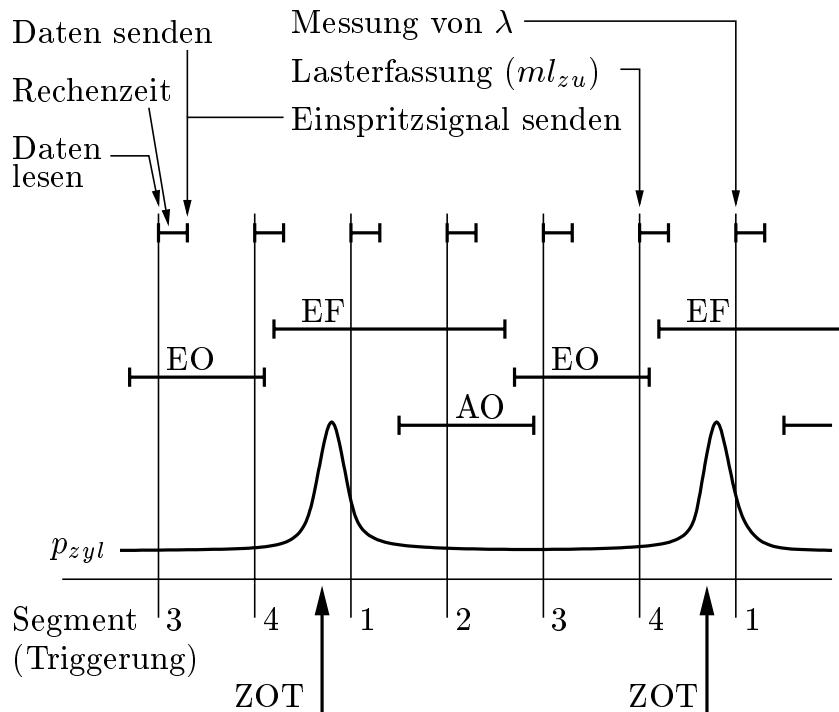 Daten senden
Rechenzeit
Daten
lesen
Messung von λ
Lasterfassung (ml_zu)
Einspritzsignal senden
EF EF
EO EO
AO
p_zyl
Segment 3 4 1 2 3 4 1
(Triggerung)
ZOT ZOT